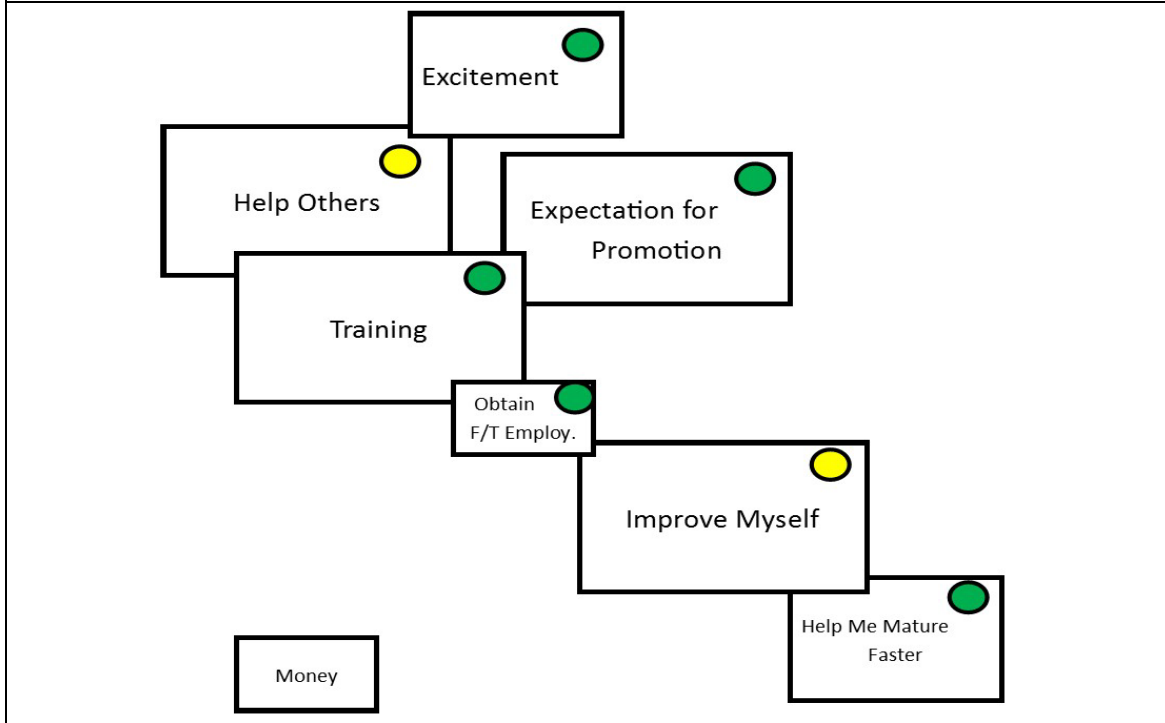 Excitement
Help Others
Expectation for
Promotion
Training
Obtain
F/T Employ.
Improve Myself
Help Me Mature
Faster
Money